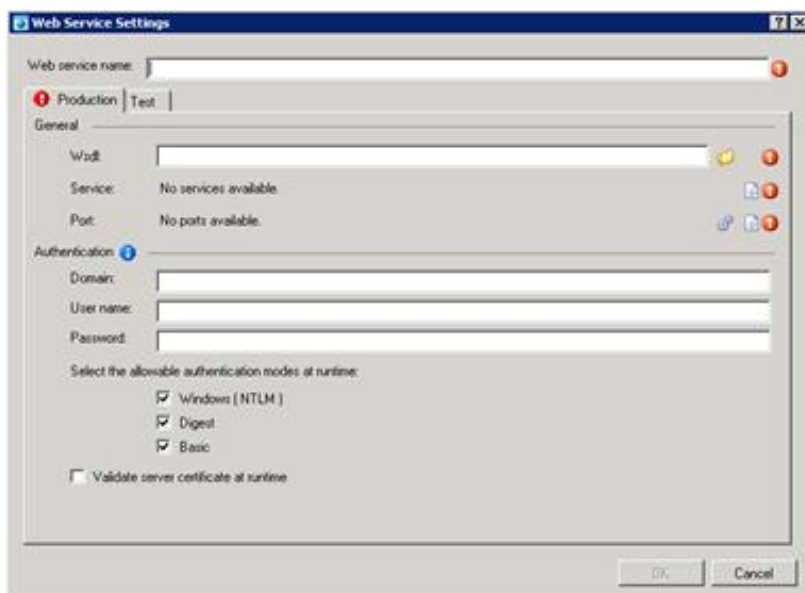 Web Service Settings
Web service name:
Production Test
General
Wsdl:
Service: No services available.
Port: No ports available.
Authentication
Domain:
User name:
Password:
Select the allowable authentication modes at runtime:
Windows ( NTLM )
Digest
Basic
Validate server certificate at runtime
OK Cancel